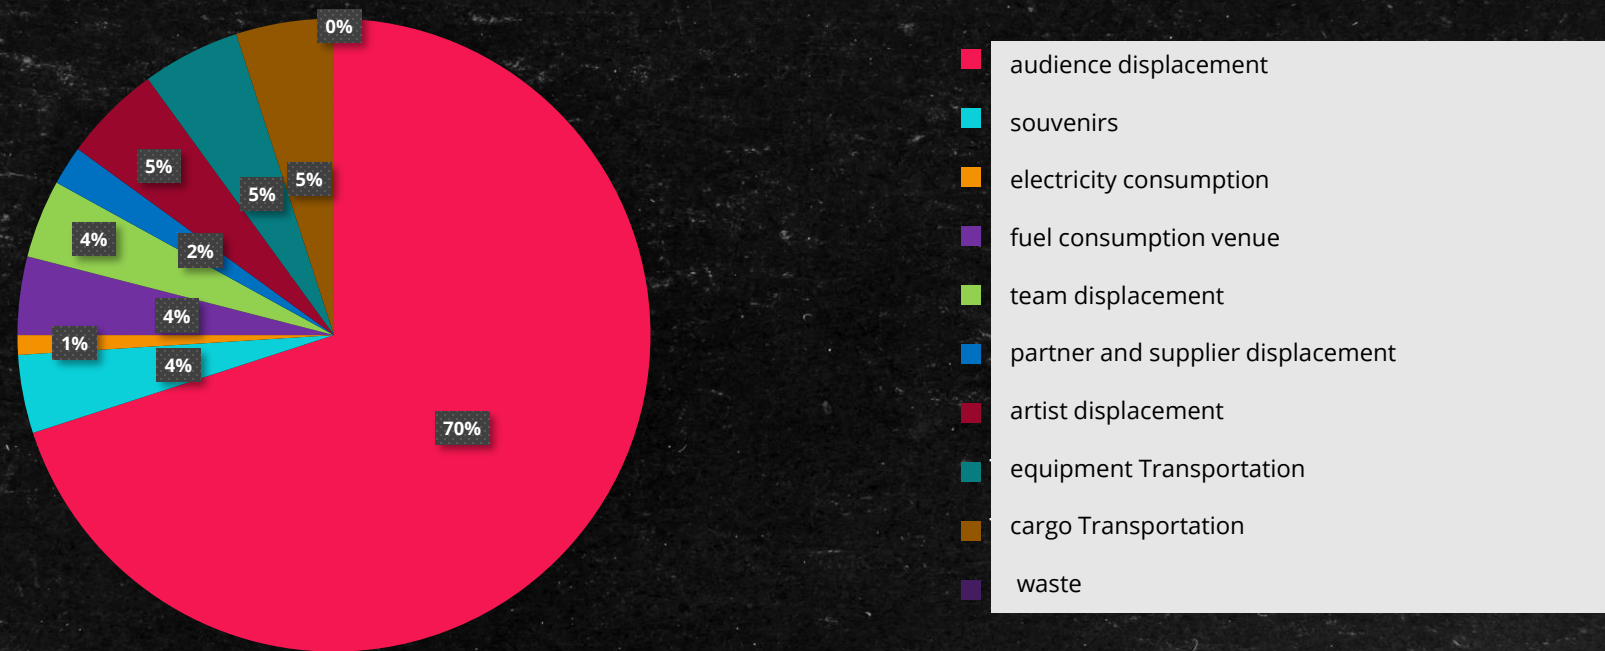 0%
5%
5%
5%
4%
2%
4%
1%
4%
70%
audience displacement
souvenirs
electricity consumption
fuel consumption venue
team displacement
partner and supplier displacement
artist displacement
equipment Transportation
cargo Transportation
waste